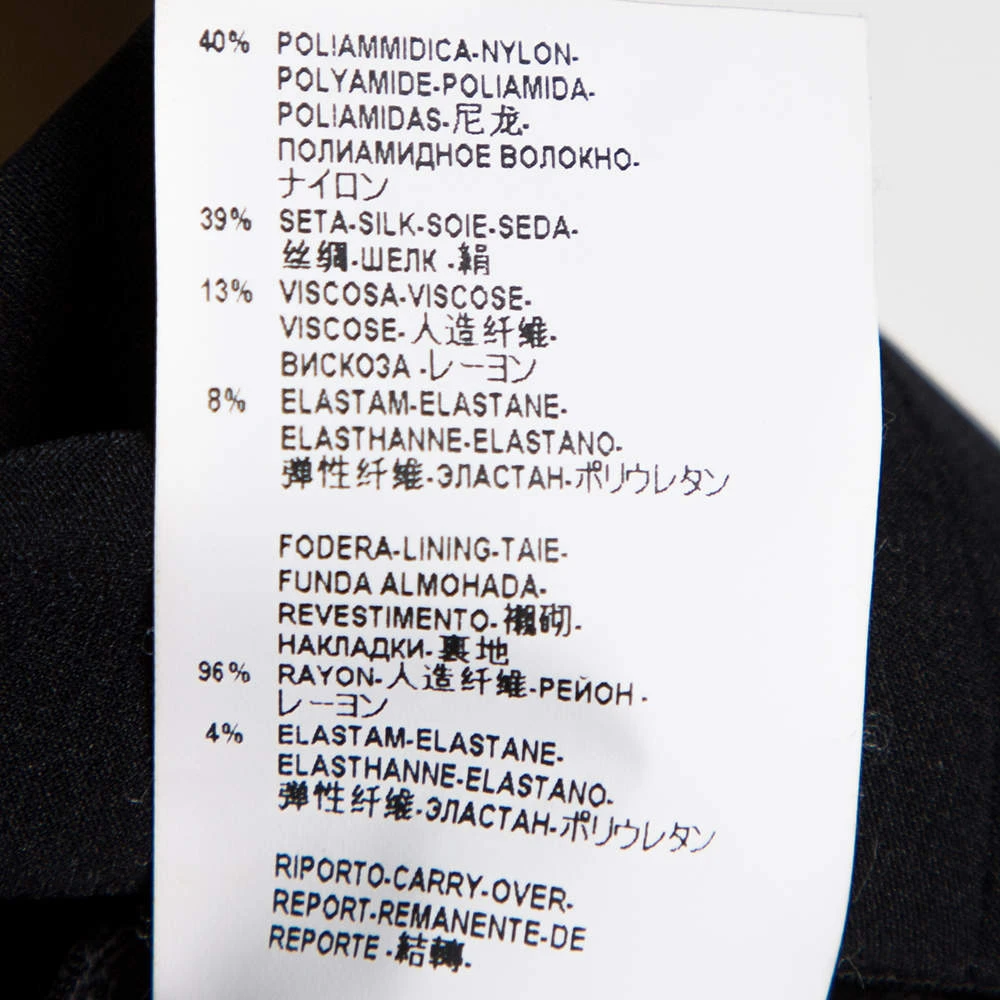 40% POLIAMMIDICA-NYLON-
POLYAMIDE-POLIAMIDA-
POLIAMIDAS-尼龙-
ПОЛИАМИДНОЕ ВОЛОКНО-
ナイロン
39% SETA-SILK-SOIE-SEDA-
丝绸-ШЕЛК -絹
13% VISCOSA-VISCOSE-
VISCOSE-人造纤维-
ВИСКОЗА -レーヨン
8% ELASTAM-ELASTANE-
ELASTHANNE-ELASTANO-
弹性纤维-ЭЛАСТАН-ポリウレタン
FODERA-LINING-TAIE-
FUNDA ALMOHADA-
REVESTIMENTO-襯砌-
НАКЛАДКИ-裏地
96% RAYON-人造纤维-РЕЙОН -
レーヨン
4% ELASTAM-ELASTANE-
ELASTHANNE-ELASTANO-
弹性纤维-ЭЛАСТАН-ポリウレタン
RIPORTO-CARRY-OVER-
REPORT-REMANENTE-DE
REPORTE -結轉-